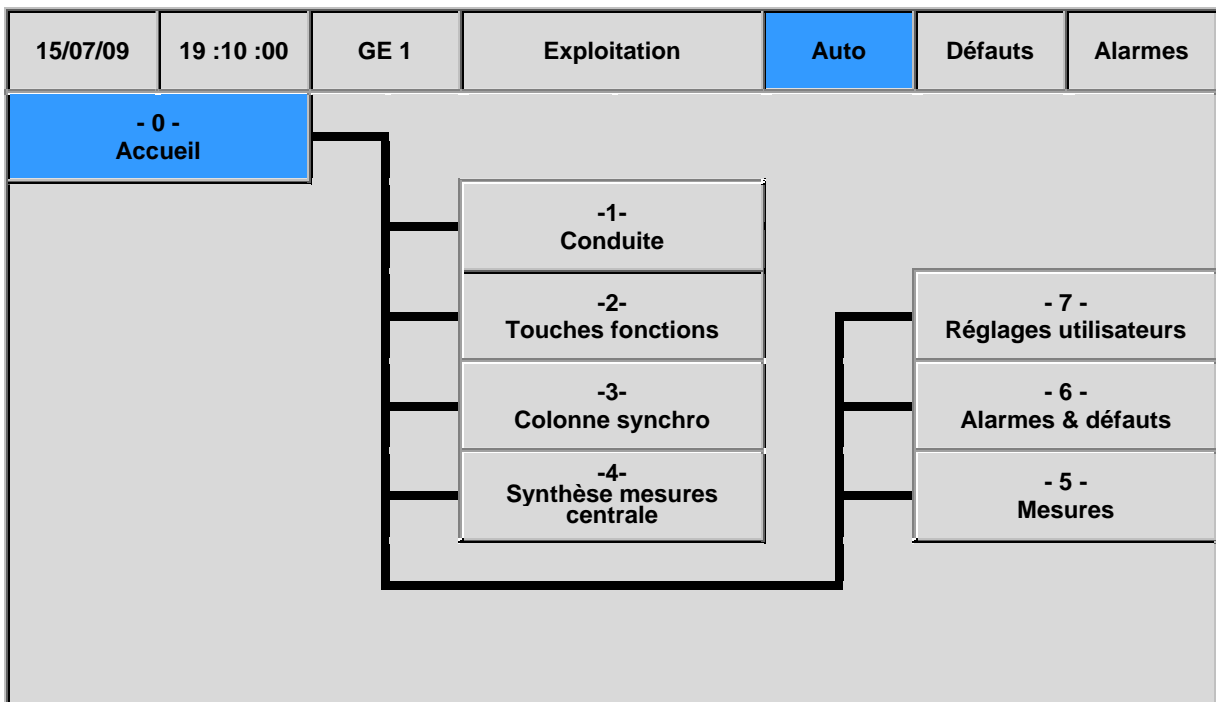 15/07/09 19 :10 :00 GE 1 Exploitation Auto Défauts Alarmes
- 0 -
Accueil
-1-
Conduite
-2-
Touches fonctions
-3-
Colonne synchro
-4-
Synthèse mesures
centrale
- 7 -
Réglages utilisateurs
- 6 -
Alarmes & défauts
- 5 -
Mesures